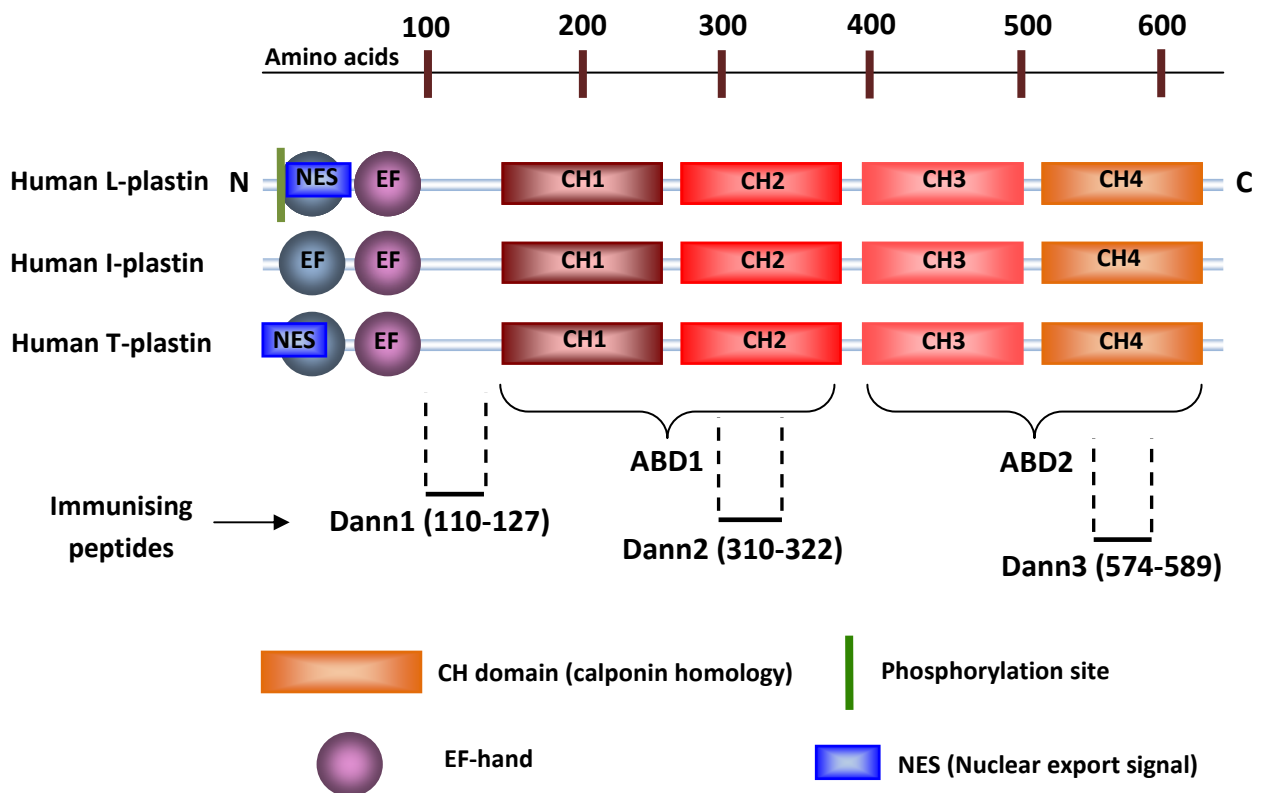 100 200 300 400 500 600
Amino acids
Human L-plastin N NES EF CH1 CH2 CH3 CH4 C
Human I-plastin EF EF CH1 CH2 CH3 CH4
Human T-plastin NES EF CH1 CH2 CH3 CH4
ABD1 ABD2
Immunising
peptides
Dann1 (110-127)
Dann2 (310-322)
Dann3 (574-589)
CH domain (calponin homology)
Phosphorylation site
EF-hand
NES (Nuclear export signal)